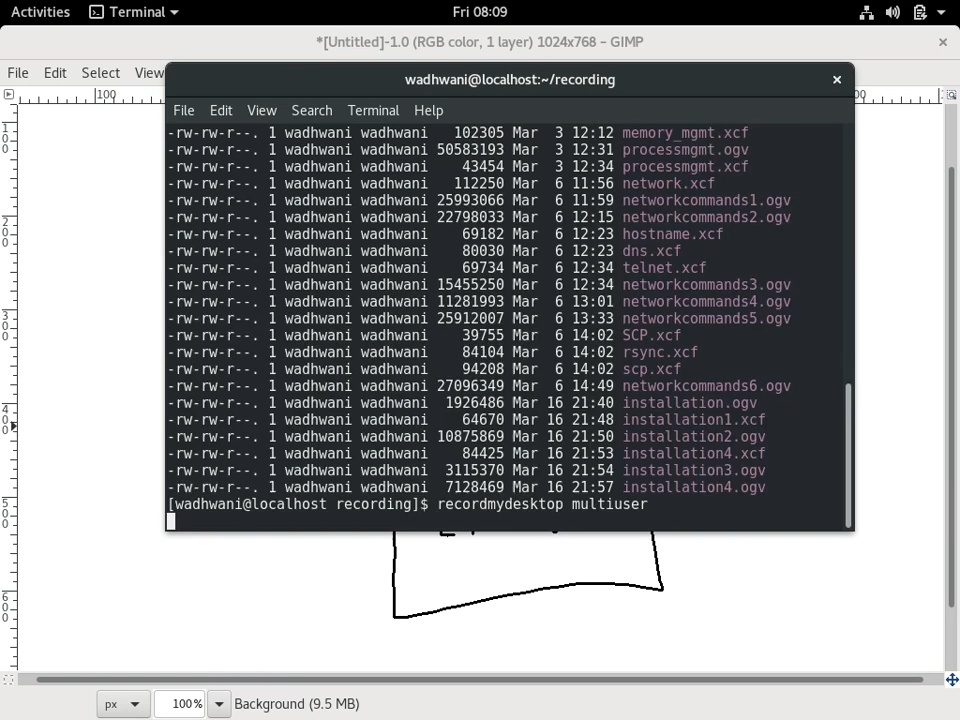 Activities Terminal Fri 08:09
*[Untitled]-1.0 (RGB color, 1 layer) 1024x768 – GIMP
File Edit Select View
wadhwani@localhost:~/recording
File Edit View Search Terminal Help
-rw-rw-r--. 1 wadhwani wadhwani 102305 Mar 3 12:12 memory_mgmt.xcf
-rw-rw-r--. 1 wadhwani wadhwani 50583193 Mar 3 12:31 processmgmt.ogv
-rw-rw-r--. 1 wadhwani wadhwani 43454 Mar 3 12:34 processmgmt.xcf
-rw-rw-r--. 1 wadhwani wadhwani 112250 Mar 6 11:56 network.xcf
-rw-rw-r--. 1 wadhwani wadhwani 25993066 Mar 6 11:59 networkcommands1.ogv
-rw-rw-r--. 1 wadhwani wadhwani 22798033 Mar 6 12:15 networkcommands2.ogv
-rw-rw-r--. 1 wadhwani wadhwani 69182 Mar 6 12:23 hostname.xcf
-rw-rw-r--. 1 wadhwani wadhwani 80030 Mar 6 12:23 dns.xcf
-rw-rw-r--. 1 wadhwani wadhwani 69734 Mar 6 12:34 telnet.xcf
-rw-rw-r--. 1 wadhwani wadhwani 15455250 Mar 6 12:34 networkcommands3.ogv
-rw-rw-r--. 1 wadhwani wadhwani 11281993 Mar 6 13:01 networkcommands4.ogv
-rw-rw-r--. 1 wadhwani wadhwani 25912007 Mar 6 13:33 networkcommands5.ogv
-rw-rw-r--. 1 wadhwani wadhwani 39755 Mar 6 14:02 SCP.xcf
-rw-rw-r--. 1 wadhwani wadhwani 84104 Mar 6 14:02 rsync.xcf
-rw-rw-r--. 1 wadhwani wadhwani 94208 Mar 6 14:02 scp.xcf
-rw-rw-r--. 1 wadhwani wadhwani 27096349 Mar 6 14:49 networkcommands6.ogv
-rw-rw-r--. 1 wadhwani wadhwani 1926486 Mar 16 21:40 installation.ogv
-rw-rw-r--. 1 wadhwani wadhwani 64670 Mar 16 21:48 installation1.xcf
-rw-rw-r--. 1 wadhwani wadhwani 10875869 Mar 16 21:50 installation2.ogv
-rw-rw-r--. 1 wadhwani wadhwani 84425 Mar 16 21:53 installation4.xcf
-rw-rw-r--. 1 wadhwani wadhwani 3115370 Mar 16 21:54 installation3.ogv
-rw-rw-r--. 1 wadhwani wadhwani 7128469 Mar 16 21:57 installation4.ogv
[wadhwani@localhost recording]$ recordmydesktop multiuser
px 100% Background (9.5 MB)